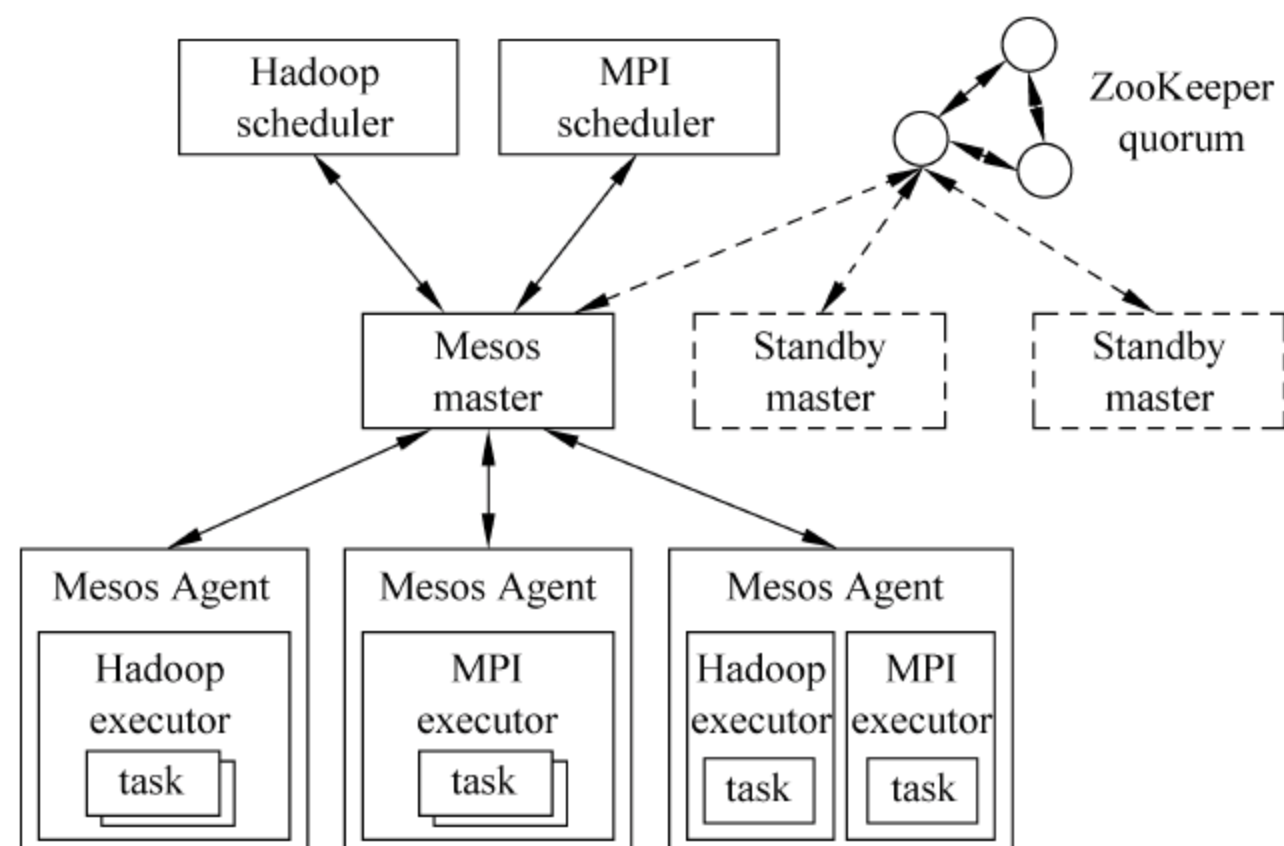 Hadoop
scheduler
MPI
scheduler
ZooKeeper
quorum
Mesos
master
Standby
master
Standby
master
Mesos Agent
Hadoop
executor
task
Mesos Agent
MPI
executor
task
Mesos Agent
Hadoop
executor
task
MPI
executor
task